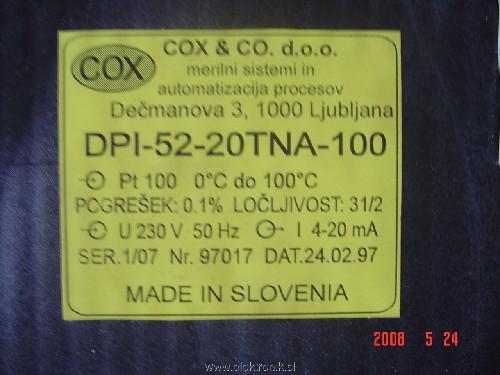 COX
COX & CO. d.o.o.
merilni sistemi in
automatizacija procesov
Dečmanova 3, 1000 Ljubljana
DPI-52-20TNA-100
Pt 100 0°C do 100°C
POGREŠEK: 0.1% LOČLJIVOST: 31/2
U 230 V 50 Hz I 4-20 mA
SER.1/07 Nr. 97017 DAT.24.02.97
MADE IN SLOVENIA
2008 5 24